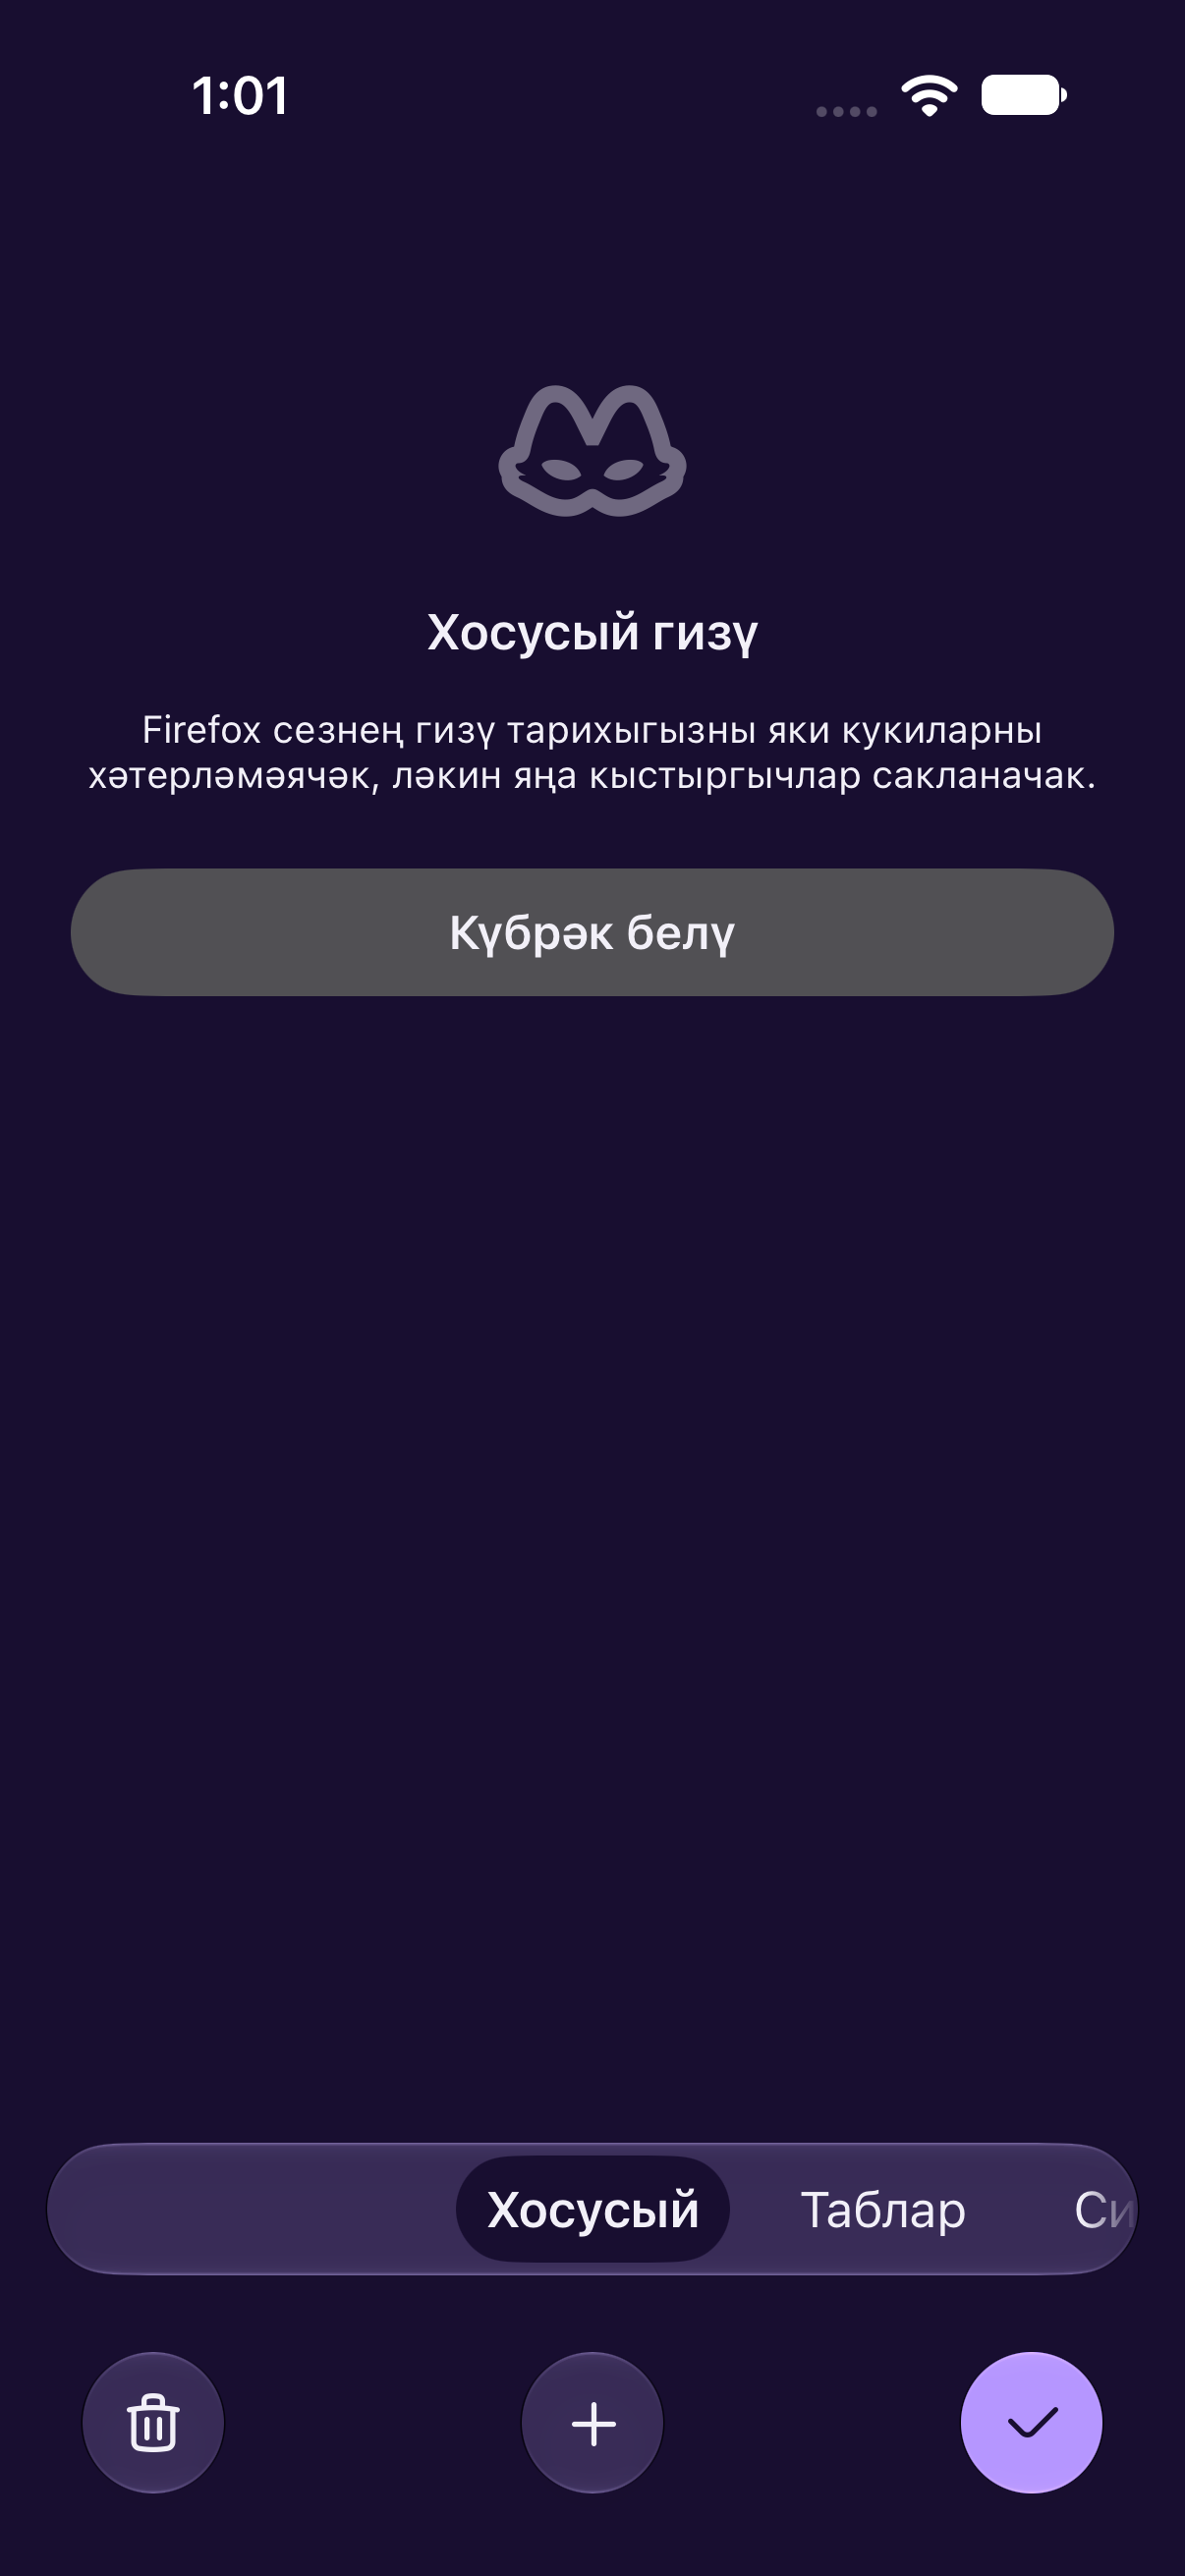 1:01
Хосусый гизү
Firefox сезнең гизү тарихыгызны яки кукиларны
хәтерләмәячәк, ләкин яңа кыстыргычлар сакланачак.
Күбрәк белү
Хосусый Таблар Си